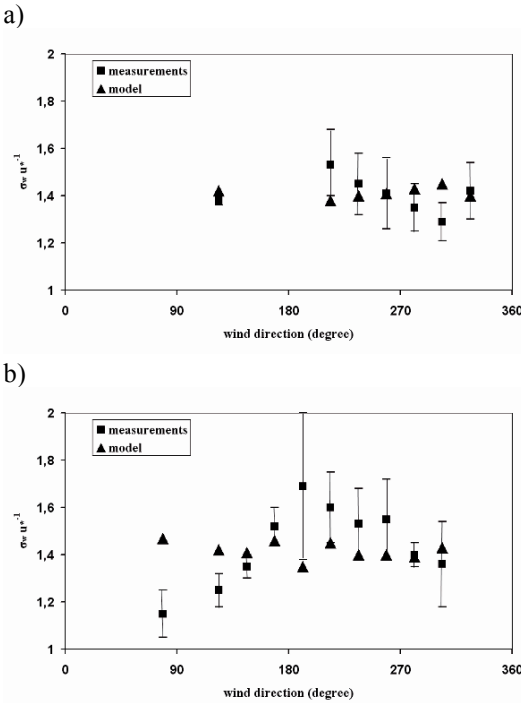 a)
2
1,8
1,6
1,4
1,2
1
σw u*-1
measurements
model
0 90 180 270 360
wind direction (degree)
b)
2
1,8
1,6
1,4
1,2
1
σw u*-1
measurements
model
0 90 180 270 360
wind direction (degree)